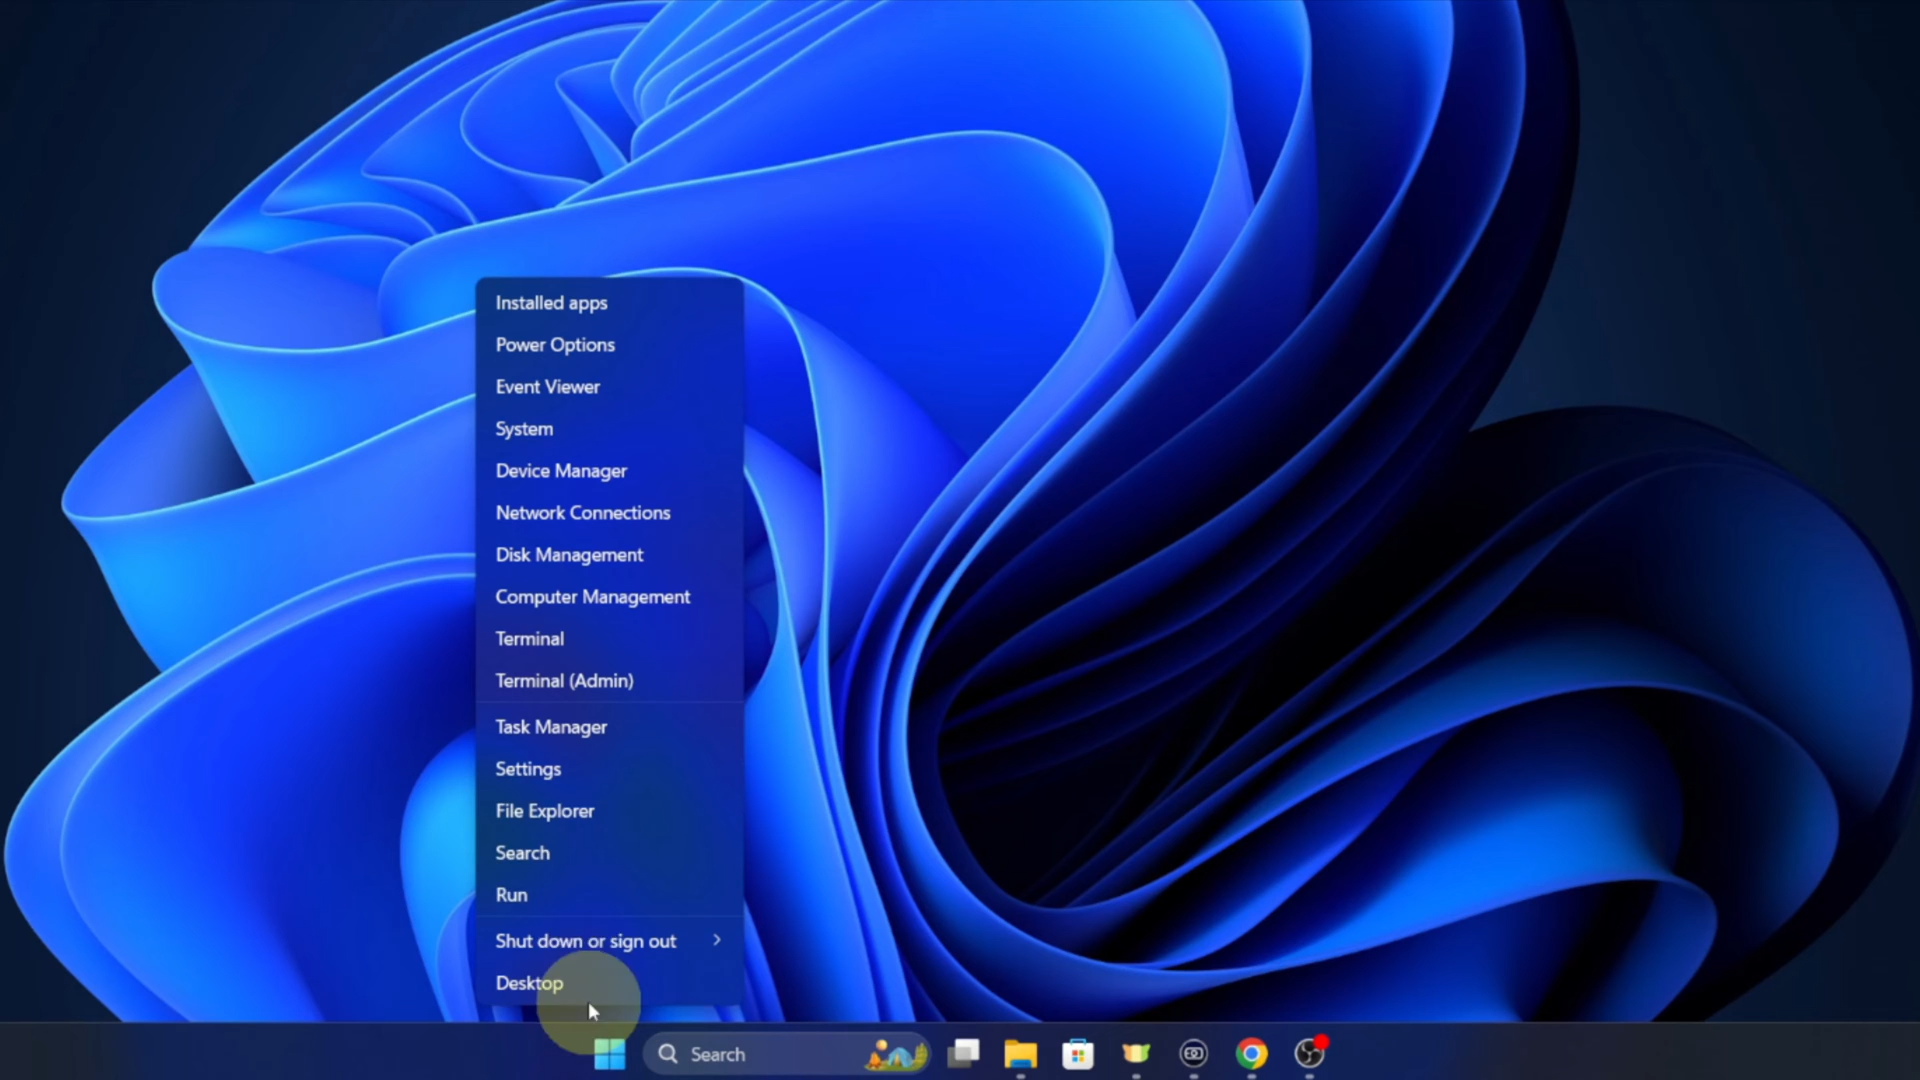 Installed apps
Power Options
Event Viewer
System
Device Manager
Network Connections
Disk Management
Computer Management
Terminal
Terminal (Admin)
Task Manager
Settings
File Explorer
Search
Run
Shut down or sign out
Desktop
Search